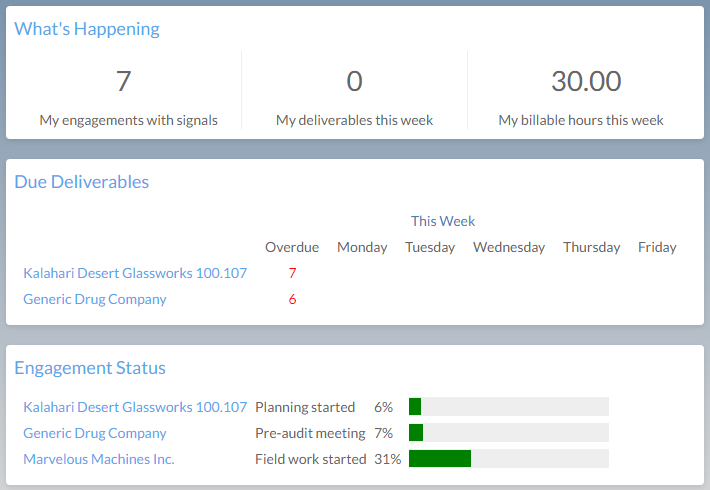 What's Happening
7 0 30.00
My engagements with signals My deliverables this week My billable hours this week
Due Deliverables
This Week
Overdue Monday Tuesday Wednesday Thursday Friday
Kalahari Desert Glassworks 100.107 7
Generic Drug Company 6
Engagement Status
Kalahari Desert Glassworks 100.107 Planning started 6%
Generic Drug Company Pre-audit meeting 7%
Marvelous Machines Inc. Field work started 31%